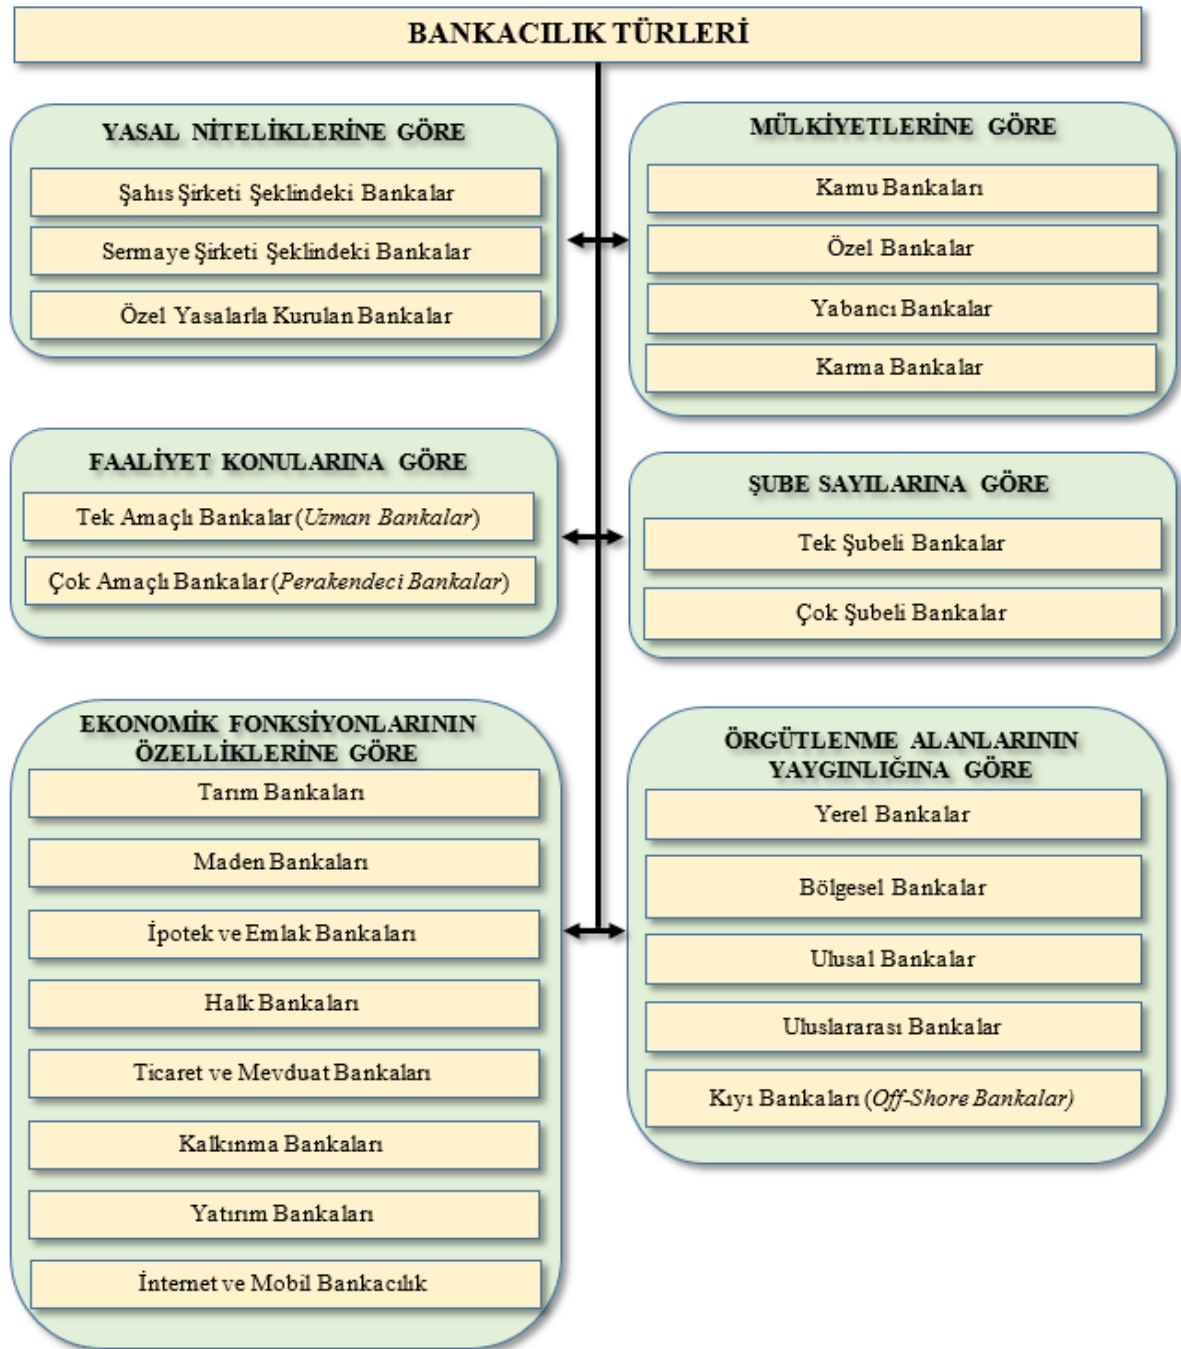 BANKACILIK TÜRLERİ
YASAL NİTELİKLERİNE GÖRE
Şahıs Şirketi Şeklindeki Bankalar
Sermaye Şirketi Şeklindeki Bankalar
Özel Yasalarla Kurulan Bankalar
MÜLKİYETLERİNE GÖRE
Kamu Bankaları
Özel Bankalar
Yabancı Bankalar
Karma Bankalar
FAALİYET KONULARINA GÖRE
Tek Amaçlı Bankalar (Uzman Bankalar)
Çok Amaçlı Bankalar (Perakendeci Bankalar)
ŞUBE SAYILARINA GÖRE
Tek Şubeli Bankalar
Çok Şubeli Bankalar
EKONOMİK FONKSİYONLARININ
ÖZELLİKLERİNE GÖRE
Tarım Bankaları
Maden Bankaları
İpotek ve Emlak Bankaları
Halk Bankaları
Ticaret ve Mevduat Bankaları
Kalkınma Bankaları
Yatırım Bankaları
İnternet ve Mobil Bankacılık
ÖRGÜTLENME ALANLARININ
YAYGINLIĞINA GÖRE
Yerel Bankalar
Bölgesel Bankalar
Ulusal Bankalar
Uluslararası Bankalar
Kıyı Bankaları (Off-Shore Bankalar)